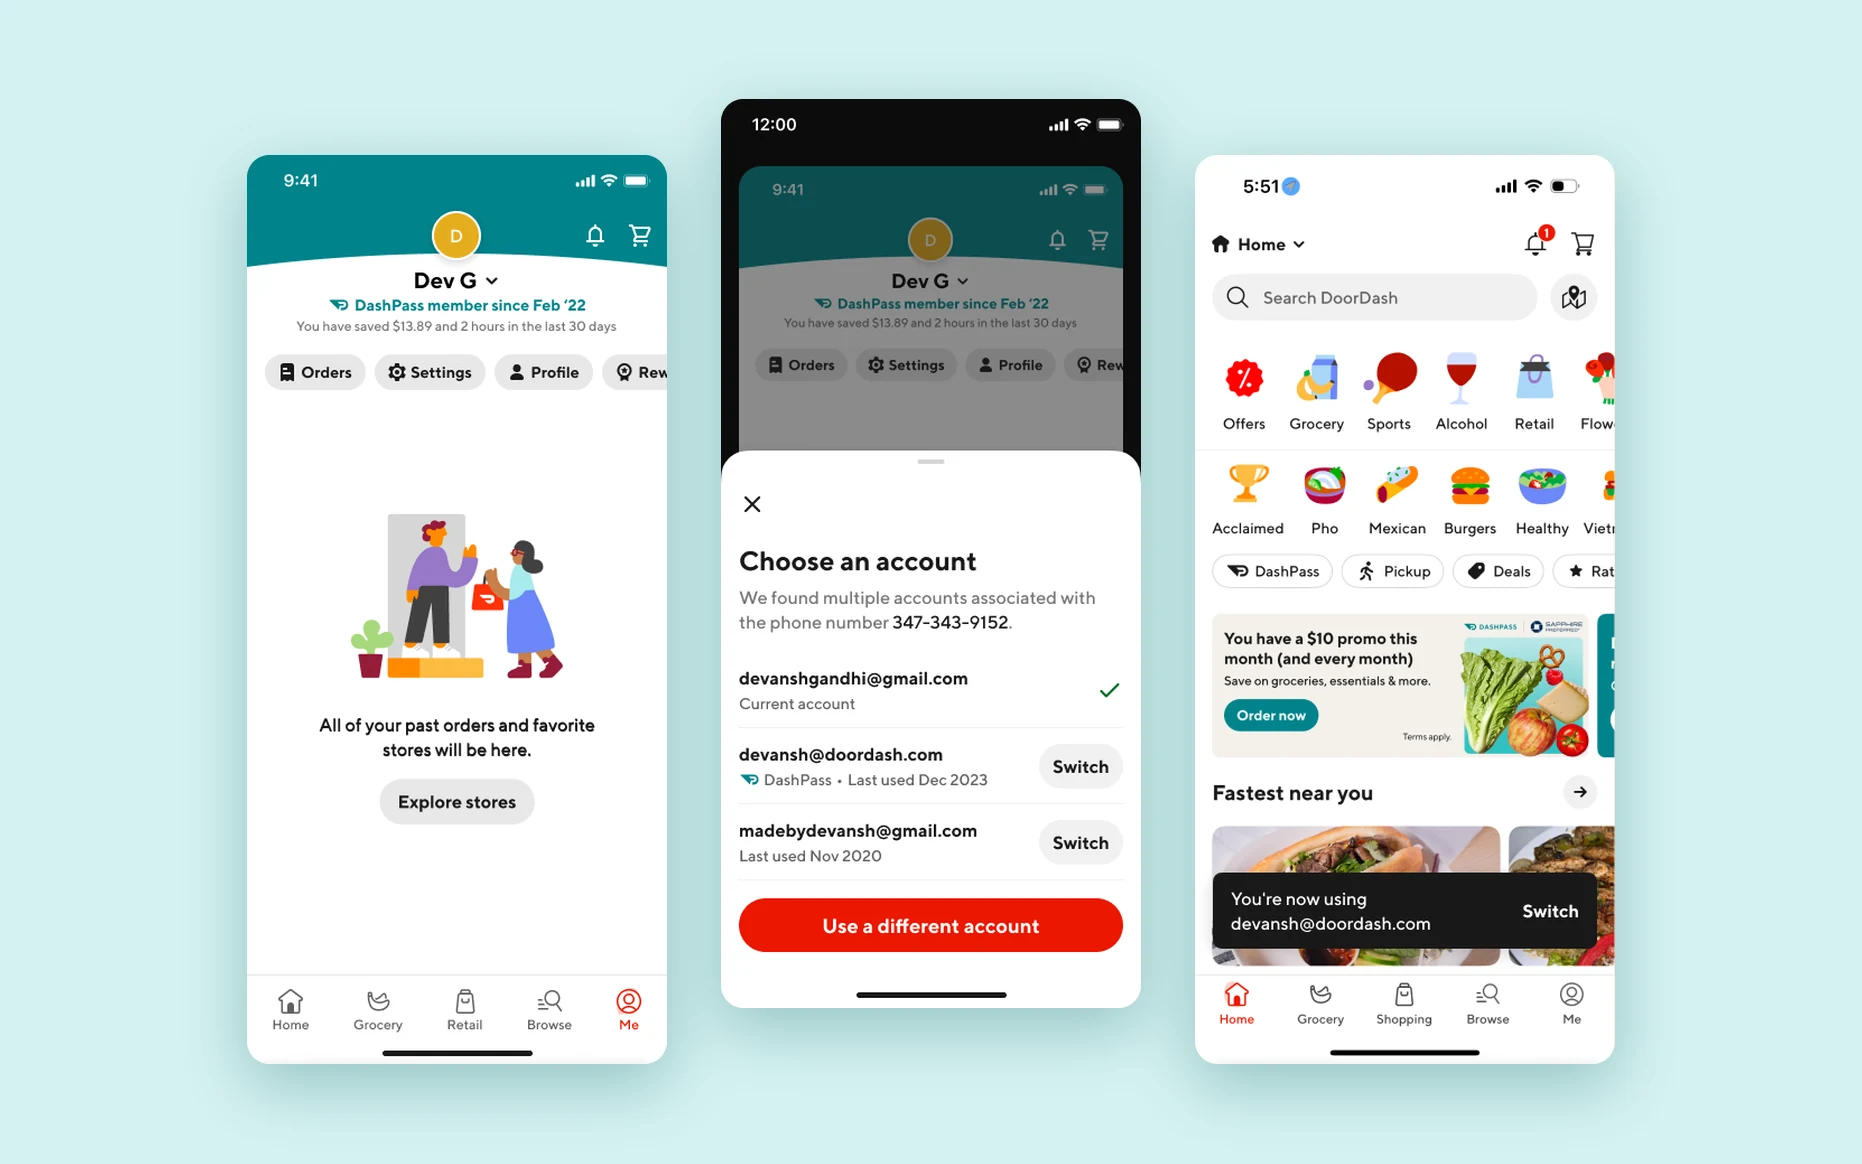 9:41
D
Dev G
DashPass member since Feb ‘22
You have saved $13.89 and 2 hours in the last 30 days
Orders
Settings
Profile
Rew
All of your past orders and favorite
stores will be here.
Explore stores
Home
Grocery
Retail
Browse
Me
12:00
9:41
D
Dev G
DashPass member since Feb ‘22
You have saved $13.89 and 2 hours in the last 30 days
Orders
Settings
Profile
Rew
Choose an account
We found multiple accounts associated with
the phone number 347-343-9152.
devanshgandhi@gmail.com
Current account
devansh@doordash.com
DashPass • Last used Dec 2023
Switch
madebydevansh@gmail.com
Last used Nov 2020
Switch
Use a different account
5:51
Home
1
Search DoorDash
Offers
Grocery
Sports
Alcohol
Retail
Flow
Acclaimed
Pho
Mexican
Burgers
Healthy
Viet
DashPass
Pickup
Deals
Rat
You have a $10 promo this
month (and every month)
Save on groceries, essentials & more.
Order now
Terms apply.
DASHPASS
SAPPHIRE
PREFERRED
Fastest near you
You're now using
devansh@doordash.com
Switch
Home
Grocery
Shopping
Browse
Me